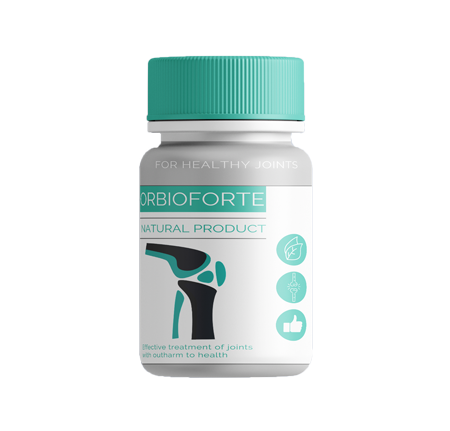 FOR HEALTHY JOINTS
ORBIOFORTE
NATURAL PRODUCT
Effective treatment of joints
with outharm to health